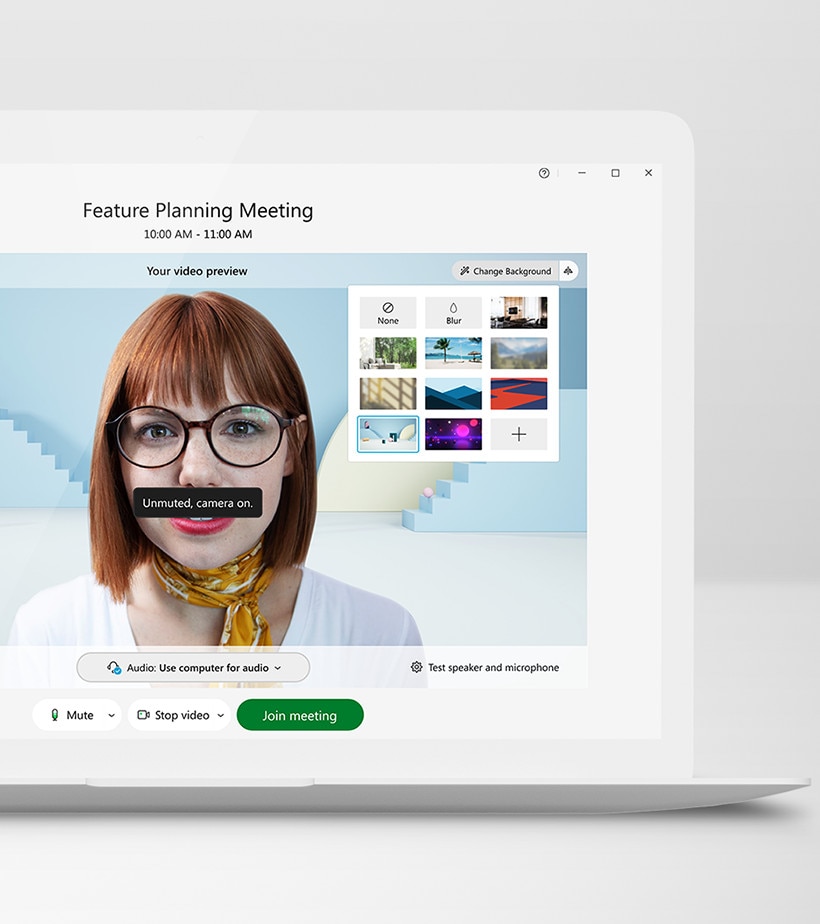 Feature Planning Meeting
10:00 AM - 11:00 AM
Your video preview
Change Background
None
Blur
Unmuted, camera on.
Audio: Use computer for audio
Test speaker and microphone
Mute
Stop video
Join meeting